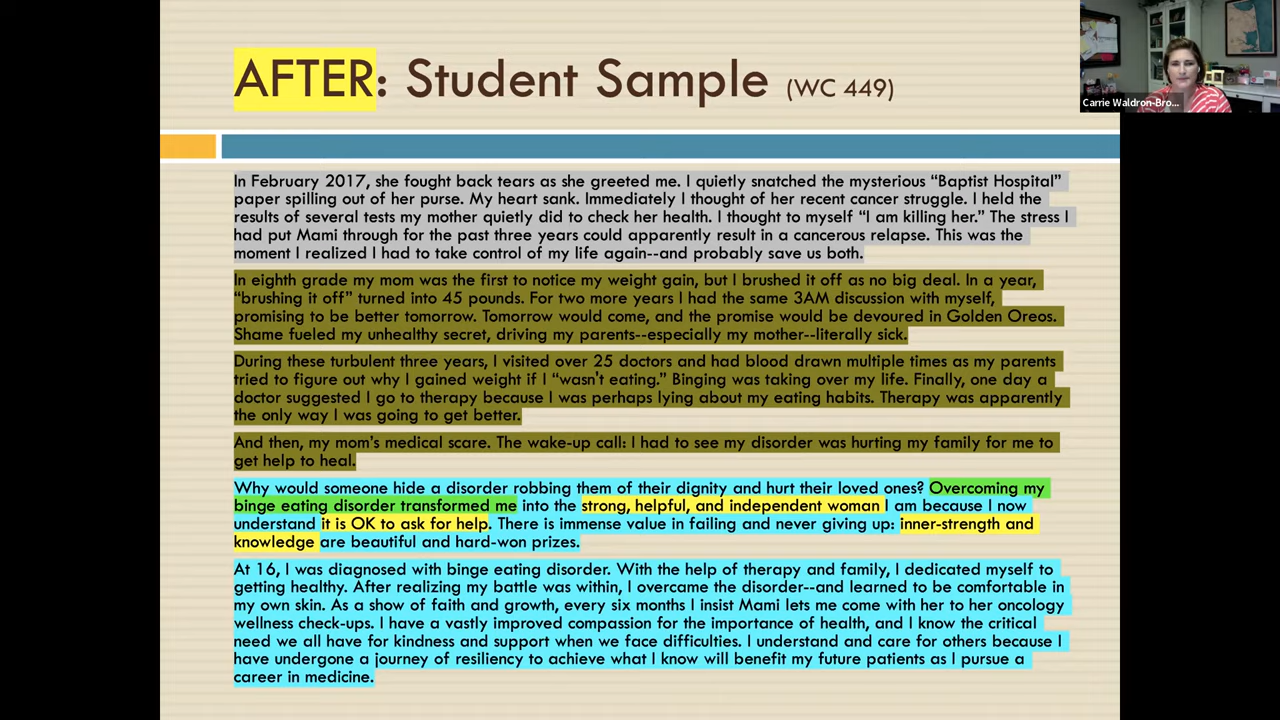 AFTER: Student Sample (WC 449)
Carrie Waldron-Bro...
In February 2017, she fought back tears as she greeted me. I quietly snatched the mysterious “Baptist Hospital”
paper spilling out of her purse. My heart sank. Immediately I thought of her recent cancer struggle. I held the
results of several tests my mother quietly did to check her health. I thought to myself “I am killing her.” The stress I
had put Mami through for the past three years could apparently result in a cancerous relapse. This was the
moment I realized I had to take control of my life again--and probably save us both.
In eighth grade my mom was the first to notice my weight gain, but I brushed it off as no big deal. In a year,
“brushing it off” turned into 45 pounds. For two more years I had the same 3AM discussion with myself,
promising to be better tomorrow. Tomorrow would come, and the promise would be devoured in Golden Oreos.
Shame fueled my unhealthy secret, driving my parents--especially my mother--literally sick.
During these turbulent three years, I visited over 25 doctors and had blood drawn multiple times as my parents
tried to figure out why I gained weight if I “wasn't eating.” Binging was taking over my life. Finally, one day a
doctor suggested I go to therapy because I was perhaps lying about my eating habits. Therapy was apparently
the only way I was going to get better.
And then, my mom’s medical scare. The wake-up call: I had to see my disorder was hurting my family for me to
get help to heal.
Why would someone hide a disorder robbing them of their dignity and hurt their loved ones? Overcoming my
binge eating disorder transformed me into the strong, helpful, and independent woman I am because I now
understand it is OK to ask for help. There is immense value in failing and never giving up: inner-strength and
knowledge are beautiful and hard-won prizes.
At 16, I was diagnosed with binge eating disorder. With the help of therapy and family, I dedicated myself to
getting healthy. After realizing my battle was within, I overcame the disorder--and learned to be comfortable in
my own skin. As a show of faith and growth, every six months I insist Mami lets me come with her to her oncology
wellness check-ups. I have a vastly improved compassion for the importance of health, and I know the critical
need we all have for kindness and support when we face difficulties. I understand and care for others because I
have undergone a journey of resiliency to achieve what I know will benefit my future patients as I pursue a
career in medicine.